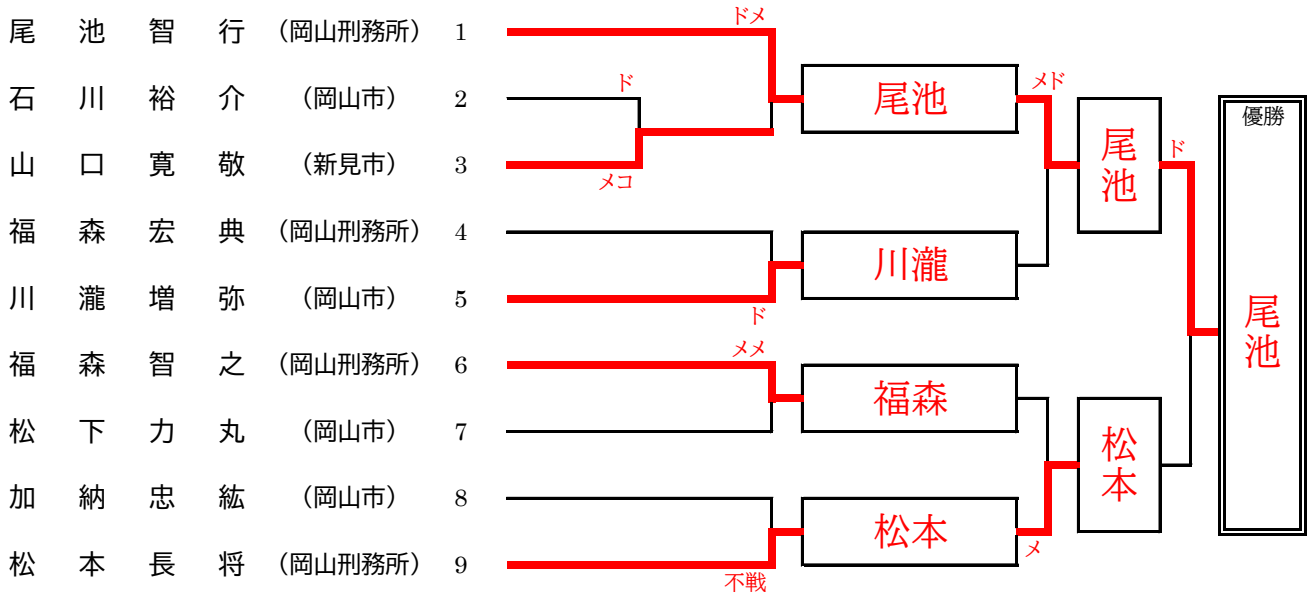 尾池智行 （岡山刑務所） 1
石川裕介 （岡山市） 2
山口寛敬 （新見市） 3
福森宏典 （岡山刑務所） 4
川瀧増弥 （岡山市） 5
福森智之 （岡山刑務所） 6
松下力丸 （岡山市） 7
加納忠紘 （岡山市） 8
松本長将 （岡山刑務所） 9
ドメ
ド
メコ
ド
メメ
不戦
尾池
川瀧
福森
松本
メド
メ
尾池
松本
ド
優勝
尾池